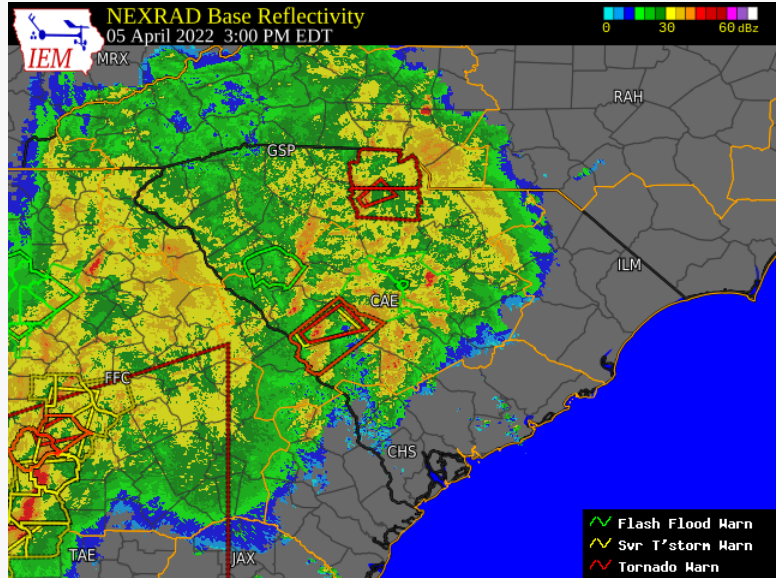 NEXRAD Base Reflectivity
05 April 2022  3:00 PM EDT
0 30 60 dBz
IEM
MRX
RAH
GSP
ILM
CAE
FFC
CHS
TAE
JAX
Flash Flood Warn
Svr T'storm Warn
Tornado Warn